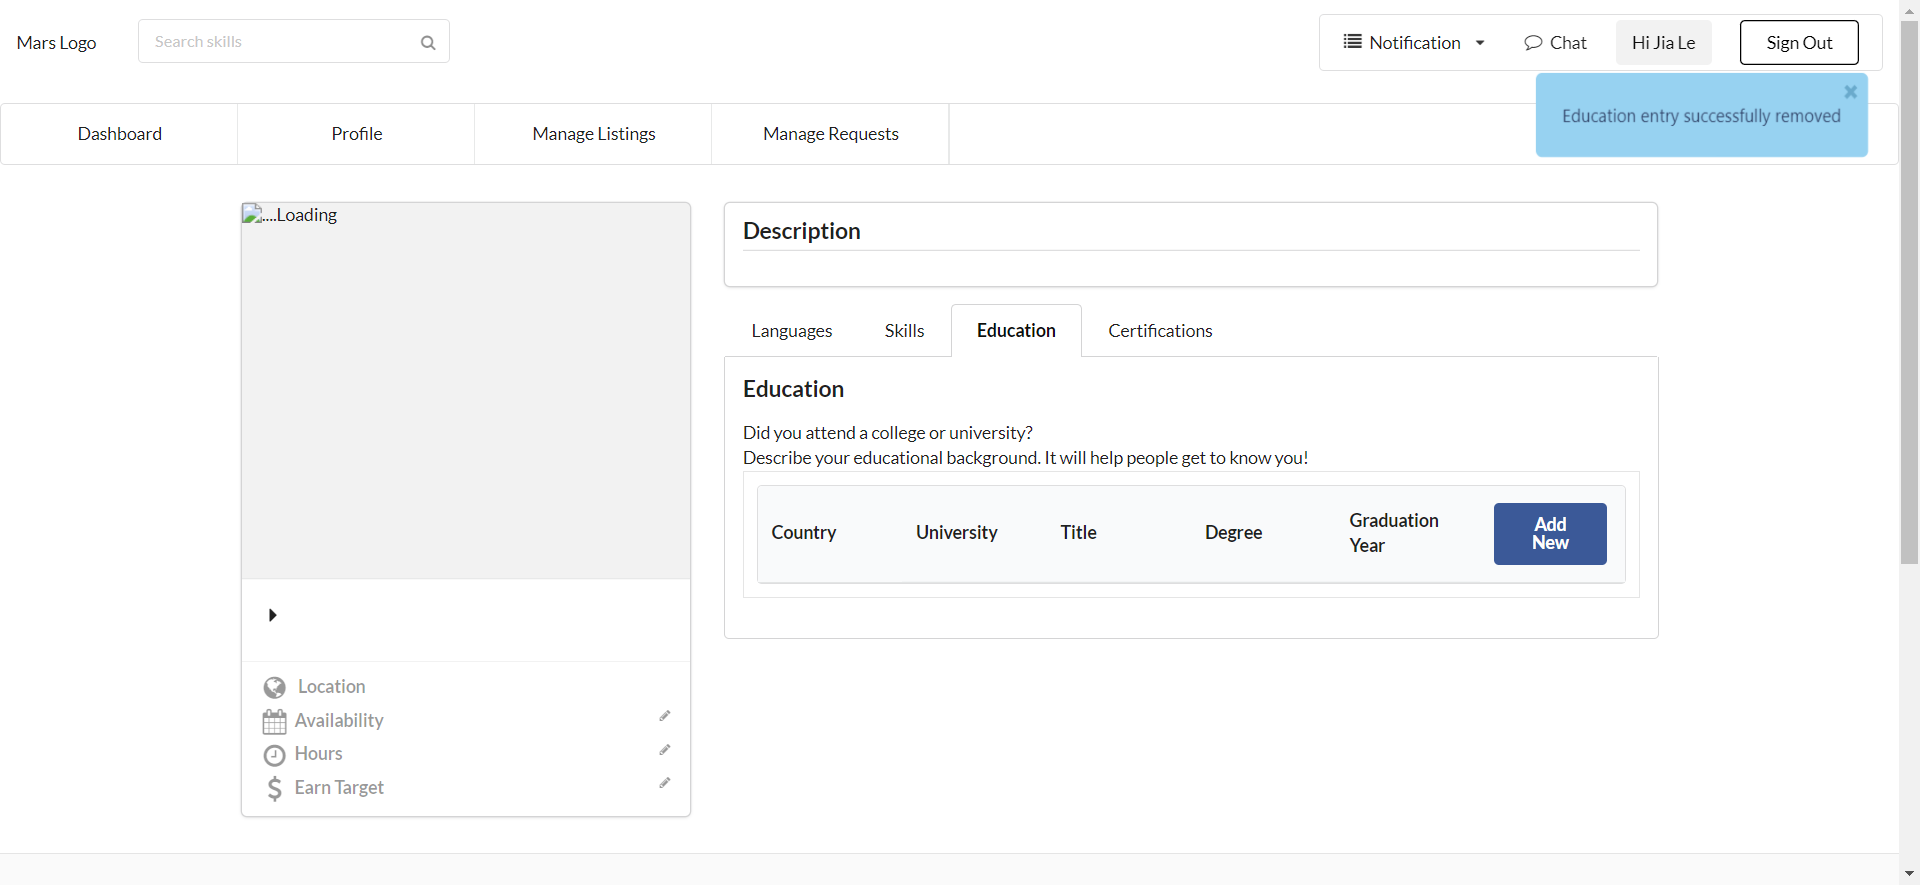 Mars Logo
Search skills
Notification
Chat
Hi Jia Le
Sign Out
Education entry successfully removed
Dashboard
Profile
Manage Listings
Manage Requests
....Loading
Description
Languages
Skills
Education
Certifications
Education
Did you attend a college or university?
Describe your educational background. It will help people get to know you!
Country
University
Title
Degree
Graduation
Year
Add
New
Location
Availability
Hours
Earn Target